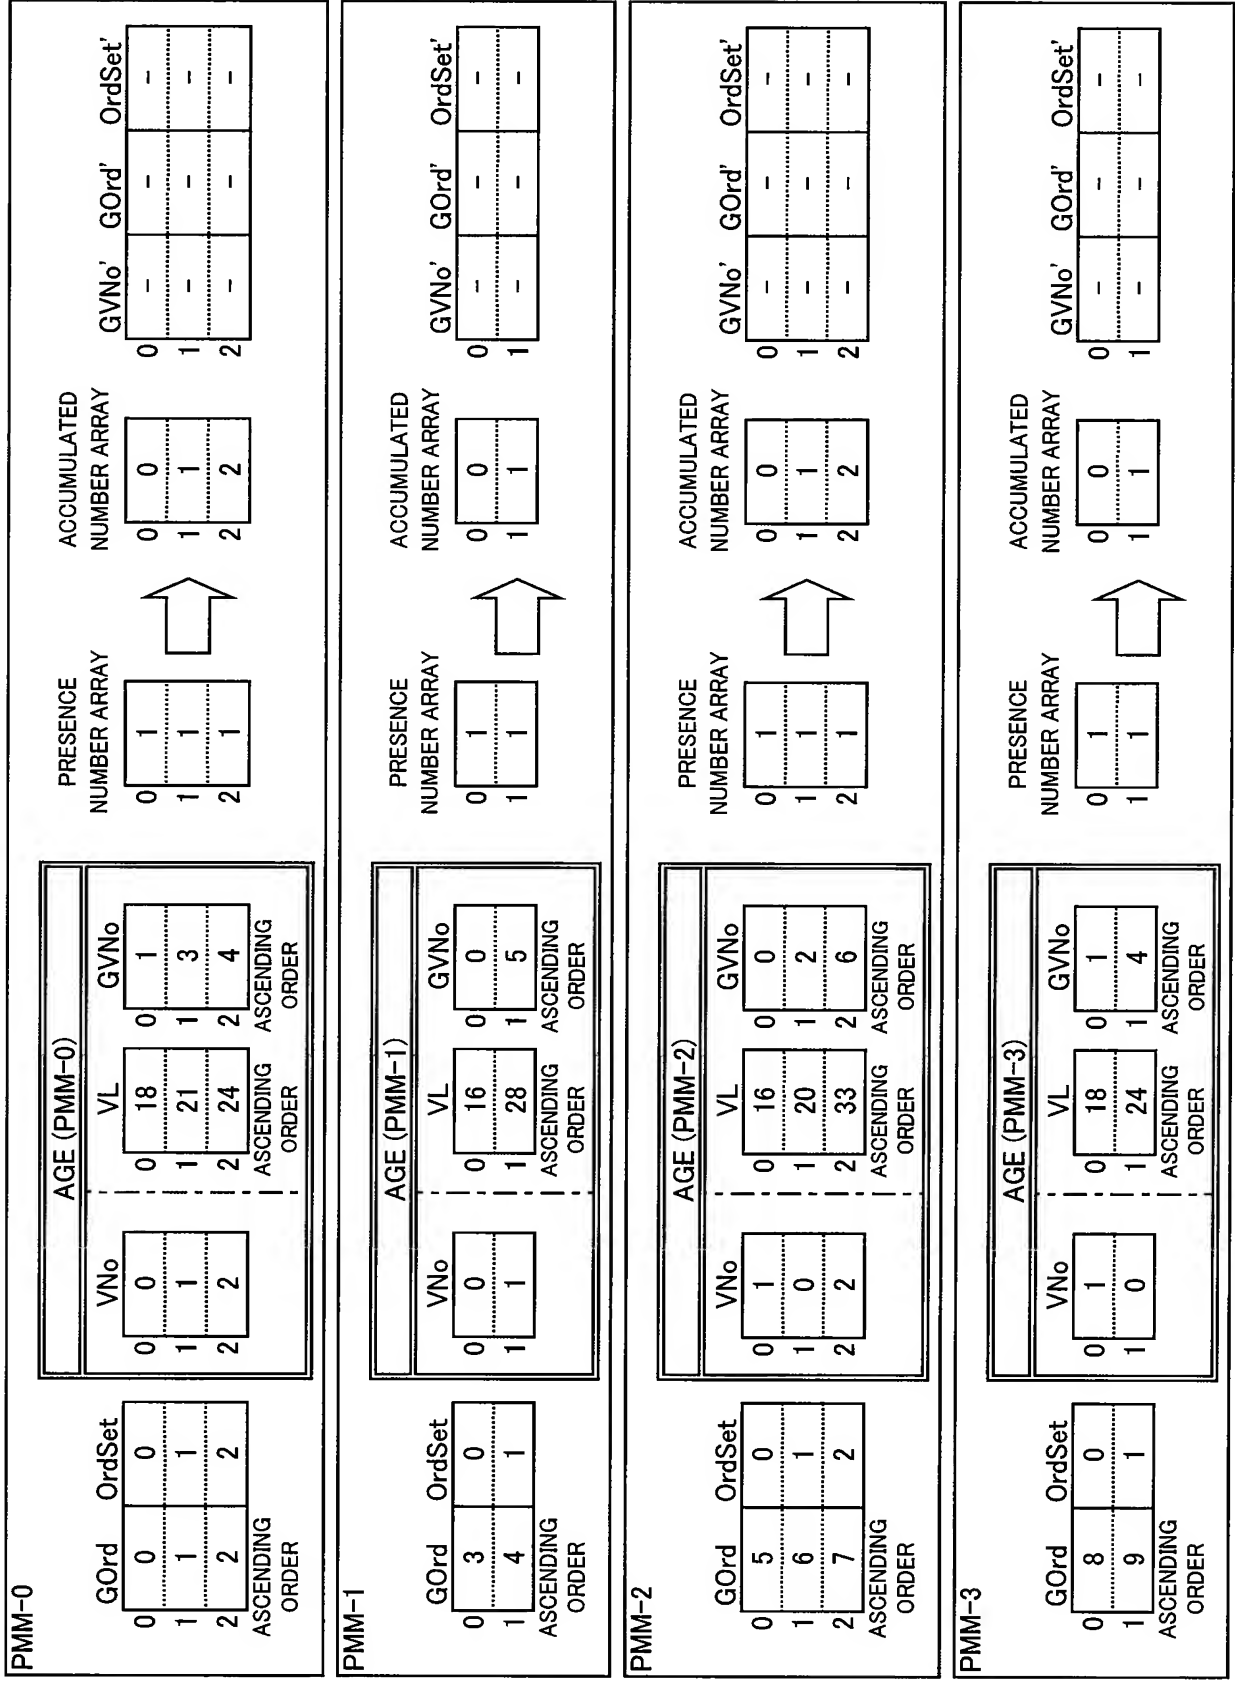 PMM-0
GOrd OrdSet
0 0 0
1 1 1
2 2 2
ASCENDING
ORDER
AGE (PMM-0)
VNo VL GVNo
0 0 0 18 0 1
1 1 1 21 1 3
2 2 2 24 2 4
ASCENDING ORDER ASCENDING ORDER
PRESENCE
NUMBER ARRAY
0 1
1 1
2 1
ACCUMULATED
NUMBER ARRAY
0 0
1 1
2 2
GVNo' GOrd' OrdSet'
0 - - -
1 - - -
2 - - -
PMM-1
GOrd OrdSet
0 3 0
1 4 1
ASCENDING
ORDER
AGE (PMM-1)
VNo VL GVNo
0 0 0 16 0 0
1 1 1 28 1 5
ASCENDING ORDER ASCENDING ORDER
PRESENCE
NUMBER ARRAY
0 1
1 1
ACCUMULATED
NUMBER ARRAY
0 0
1 1
GVNo' GOrd' OrdSet'
0 - - -
1 - - -
PMM-2
GOrd OrdSet
0 5 0
1 6 1
2 7 2
ASCENDING
ORDER
AGE (PMM-2)
VNo VL GVNo
0 1 0 16 0 0
1 0 1 20 1 2
2 2 2 33 2 6
ASCENDING ORDER ASCENDING ORDER
PRESENCE
NUMBER ARRAY
0 1
1 1
2 1
ACCUMULATED
NUMBER ARRAY
0 0
1 1
2 2
GVNo' GOrd' OrdSet'
0 - - -
1 - - -
2 - - -
PMM-3
GOrd OrdSet
0 8 0
1 9 1
ASCENDING
ORDER
AGE (PMM-3)
VNo VL GVNo
0 1 0 18 0 1
1 0 1 24 1 4
ASCENDING ORDER ASCENDING ORDER
PRESENCE
NUMBER ARRAY
0 1
1 1
ACCUMULATED
NUMBER ARRAY
0 0
1 1
GVNo' GOrd' OrdSet'
0 - - -
1 - - -